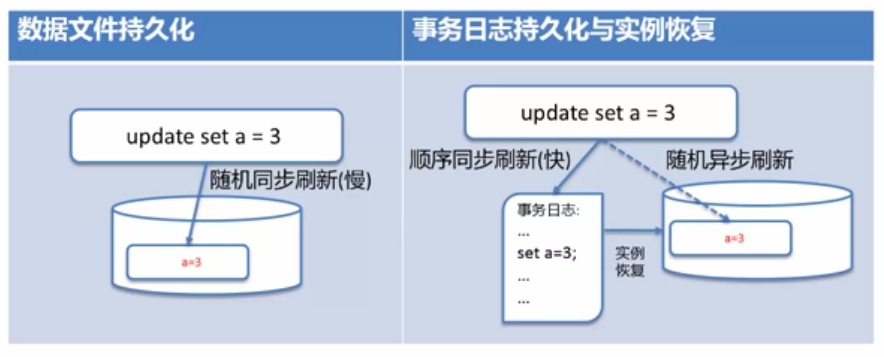 数据文件持久化
事务日志持久化与实例恢复
update set a = 3
随机同步刷新(慢)
a=3
update set a = 3
顺序同步刷新(快)
随机异步刷新
事务日志:
...
set a=3;
...
...
实例
恢复
a=3